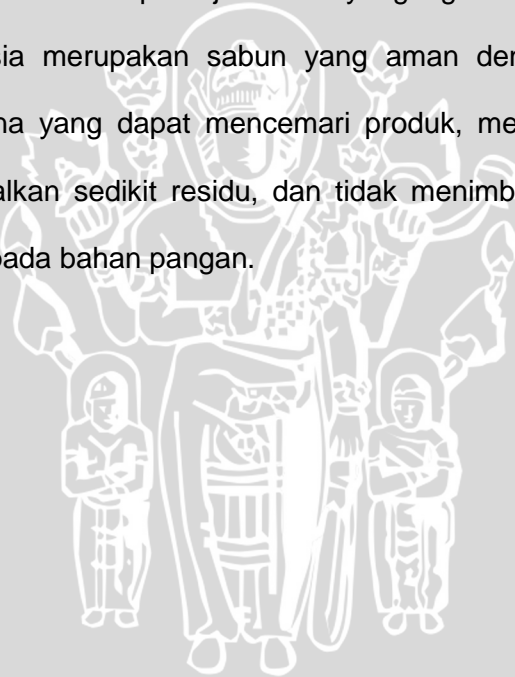 sia merupakan sabun yang aman den
na yang dapat mencemari produk, me
alkan sedikit residu, dan tidak menimb
pada bahan pangan.